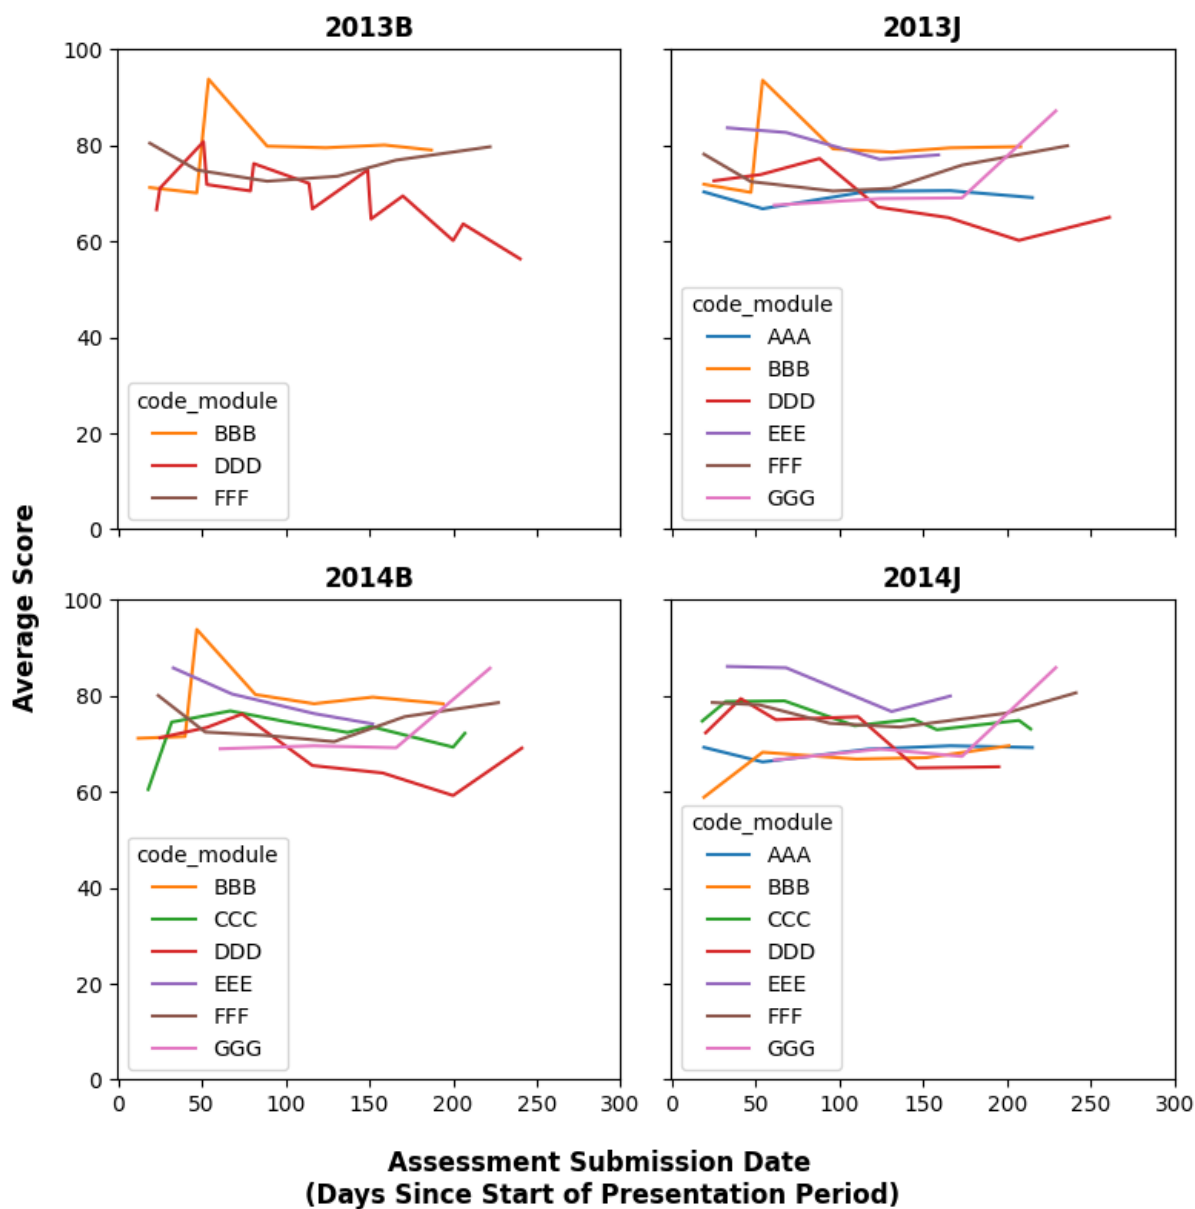 2013B
2013J
100
80
60
40
20
0
code_module
BBB
DDD
FFF
code_module
AAA
BBB
DDD
EEE
FFF
GGG
Average Score
2014B
2014J
100
80
60
40
20
0
code_module
BBB
CCC
DDD
EEE
FFF
GGG
code_module
AAA
BBB
CCC
DDD
EEE
FFF
GGG
0 50 100 150 200 250 300
0 50 100 150 200 250 300
Assessment Submission Date
(Days Since Start of Presentation Period)